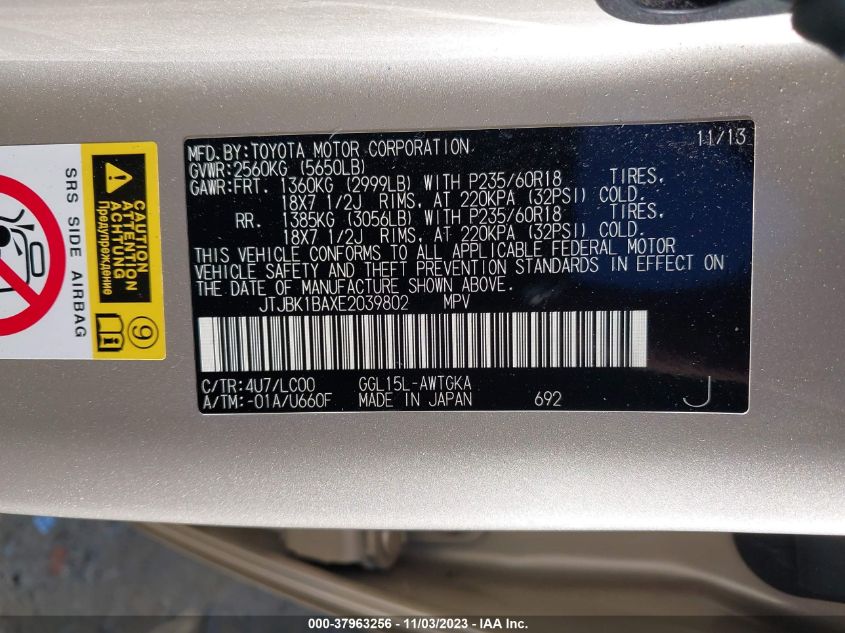 MFD. BY: TOYOTA MOTOR CORPORATION 11/13
GVWR: 2560KG (5650LB)
GAWR: FRT. 1360KG (2999LB) WITH P235/60R18 TIRES,
18X7 1/2J RIMS, AT 220KPA (32PSI) COLD.
RR. 1385KG (3056LB) WITH P235/60R18 TIRES,
18X7 1/2J RIMS, AT 220KPA (32PSI) COLD.
THIS VEHICLE CONFORMS TO ALL APPLICABLE FEDERAL MOTOR
VEHICLE SAFETY AND THEFT PREVENTION STANDARDS IN EFFECT ON
THE DATE OF MANUFACTURE SHOWN ABOVE.
JTJBK1BAXE2039802 MPV
C/TR: 4U7/LC00 GGL15L-AWTGKA
A/TM: -01A/U660F MADE IN JAPAN 692 J
SRS SIDE AIRBAG
CAUTION
ATTENTION
ACHTUNG
Предупреждение
9
000-37963256 - 11/03/2023 - IAA Inc.